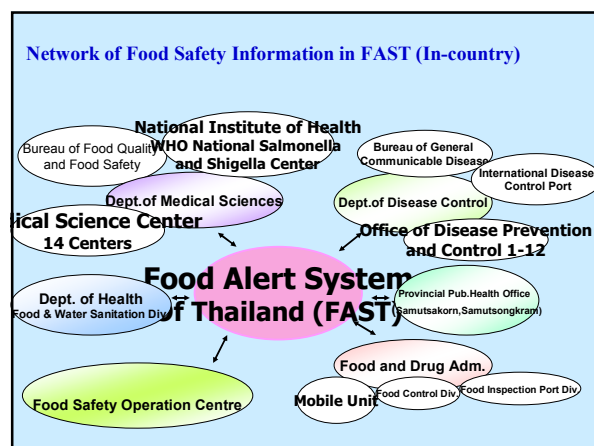 Network of Food Safety Information in FAST (In-country)
National Institute of Health
WHO National Salmonella
and Shigella Center
Bureau of Food Quality
and Food Safety
Dept.of Medical Sciences
ical Science Center
14 Centers
Bureau of General
Communicable Disease
International Disease
Control Port
Dept.of Disease Control
Office of Disease Prevention
and Control 1-12
Food Alert System
Of Thailand (FAST)
Dept. of Health
Food & Water Sanitation Div.
Provincial Pub.Health Office
(Samutsakorn,Samutsongkram)
Food and Drug Adm.
Mobile Unit
Food Control Div.
Food Inspection Port Div.
Food Safety Operation Centre